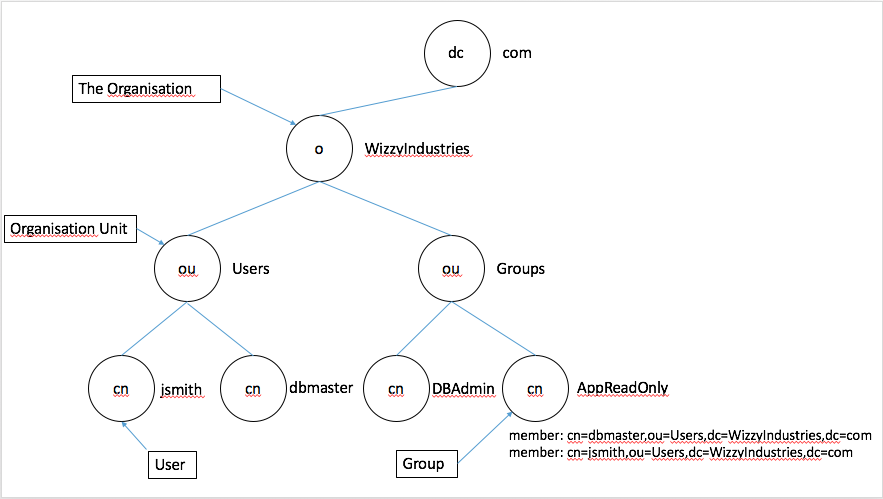 dc com
The Organisation
o WizzyIndustries
Organisation Unit
ou Users
ou Groups
cn jsmith
cn dbmaster
cn DBAdmin
cn AppReadOnly
member: cn=dbmaster,ou=Users,dc=WizzyIndustries,dc=com
member: cn=jsmith,ou=Users,dc=WizzyIndustries,dc=com
User
Group